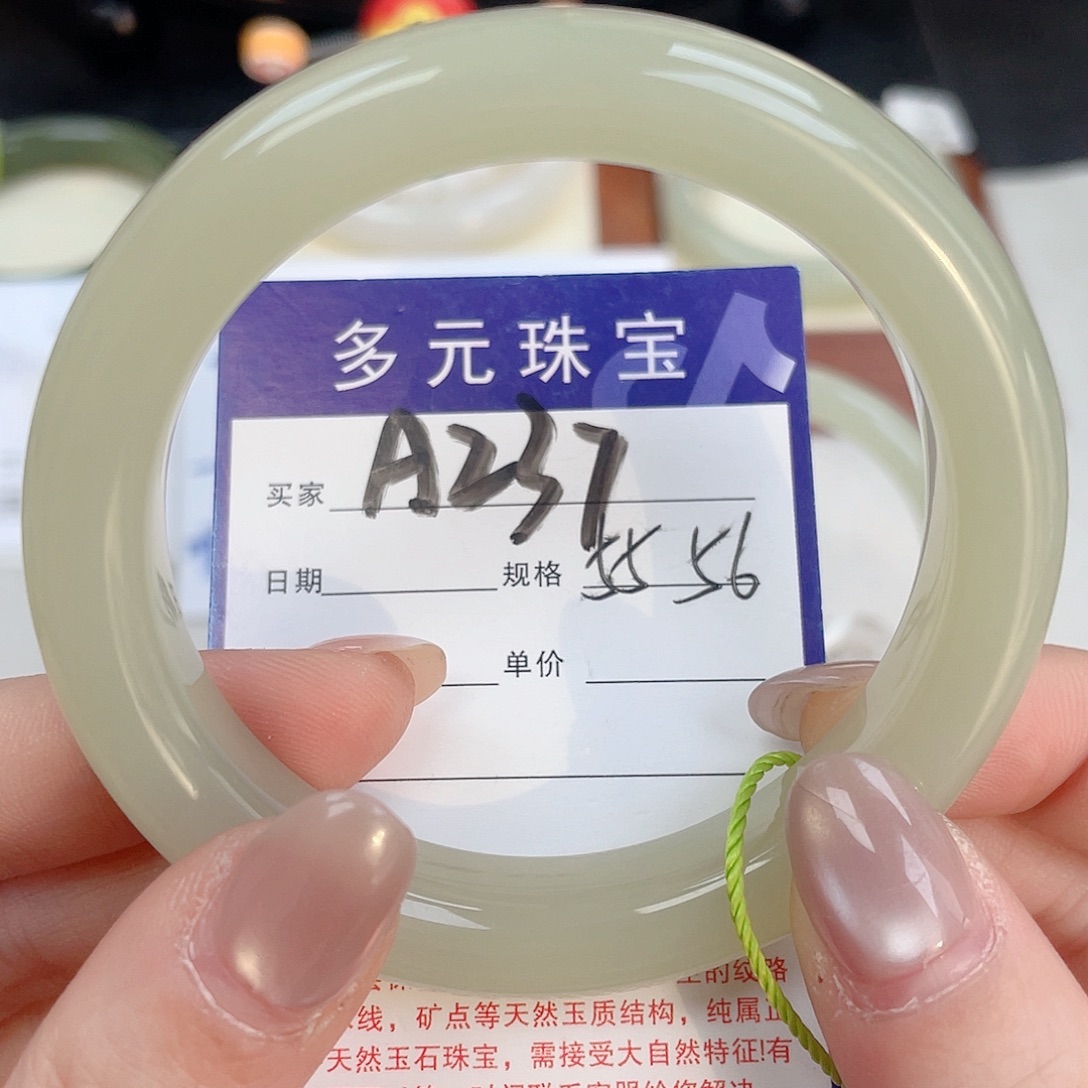 多元珠宝
买家 A237
日期 规格 55 56
单价
的纹路
线，矿点等天然玉质结构，纯属正
天然玉石珠宝，需接受大自然特征!有